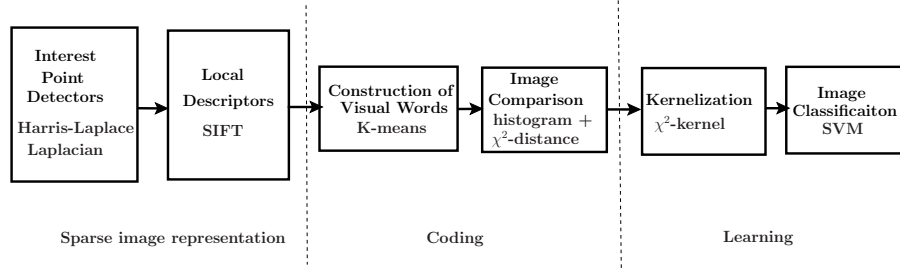 Interest
Point
Detectors
Harris-Laplace
Laplacian
Local
Descriptors
SIFT
Construction of
Visual Words
K-means
Image
Comparison
histogram +
χ²-distance
Kernelization
χ²-kernel
Image
Classificaiton
SVM
Sparse image representation
Coding
Learning